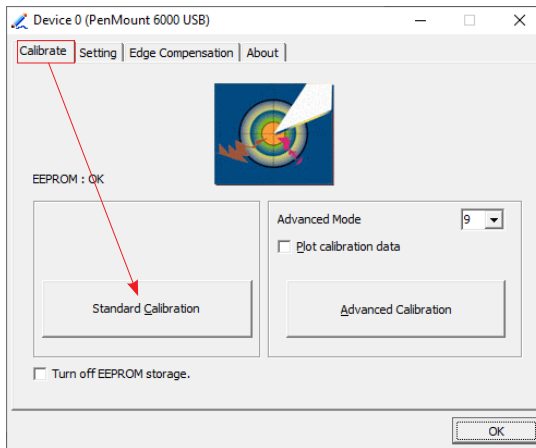 Device 0 (PenMount 6000 USB)
Calibrate Setting Edge Compensation About
EEPROM : OK
Advanced Mode 9
Plot calibration data
Standard Calibration Advanced Calibration
Turn off EEPROM storage.
OK